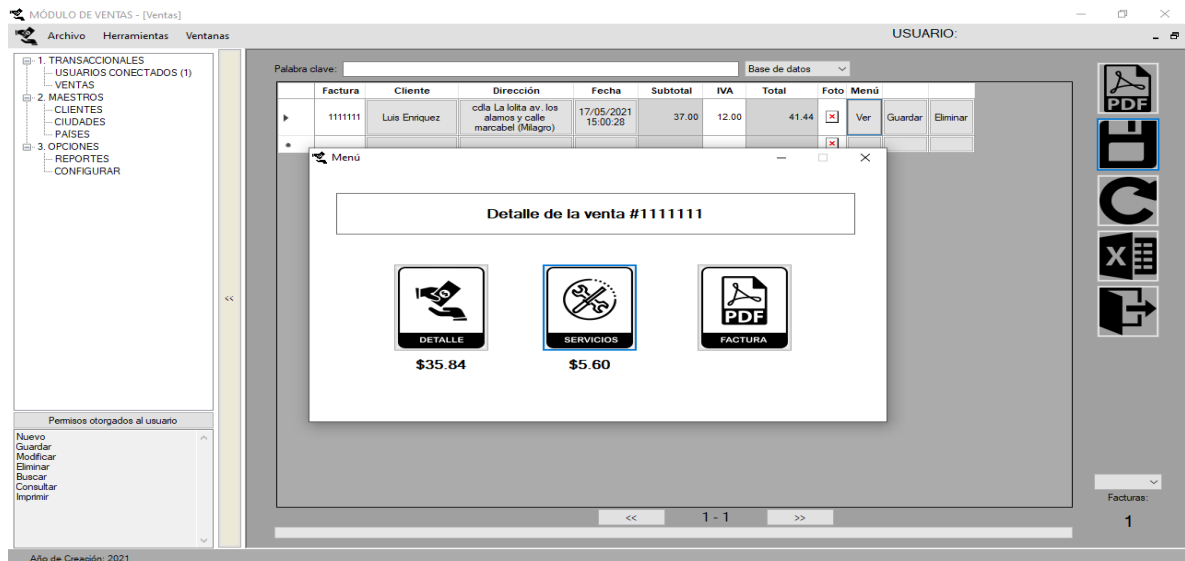 MÓDULO DE VENTAS - [Ventas]
Archivo Herramientas Ventanas
USUARIO:
1. TRANSACCIONALES
USUARIOS CONECTADOS (1)
VENTAS
2. MAESTROS
CLIENTES
CIUDADES
PAÍSES
3. OPCIONES
REPORTES
CONFIGURAR
<<
Permisos otorgados al usuario
Nuevo
Guardar
Modificar
Eliminar
Buscar
Consultar
Imprimir
Palabra clave:
Base de datos
Factura Cliente Dirección Fecha Subtotal IVA Total Foto Menú
1111111 Luis Enriquez cdla La lolita av. los alamos y calle marcabel (Milagro) 17/05/2021 15:00:28 37.00 12.00 41.44 Ver Guardar Eliminar
Menú
Detalle de la venta #1111111
DETALLE
$35.84
SERVICIOS
$5.60
PDF
FACTURA
<< 1 - 1 >>
PDF
X
Facturas:
1
Año de Creación: 2021